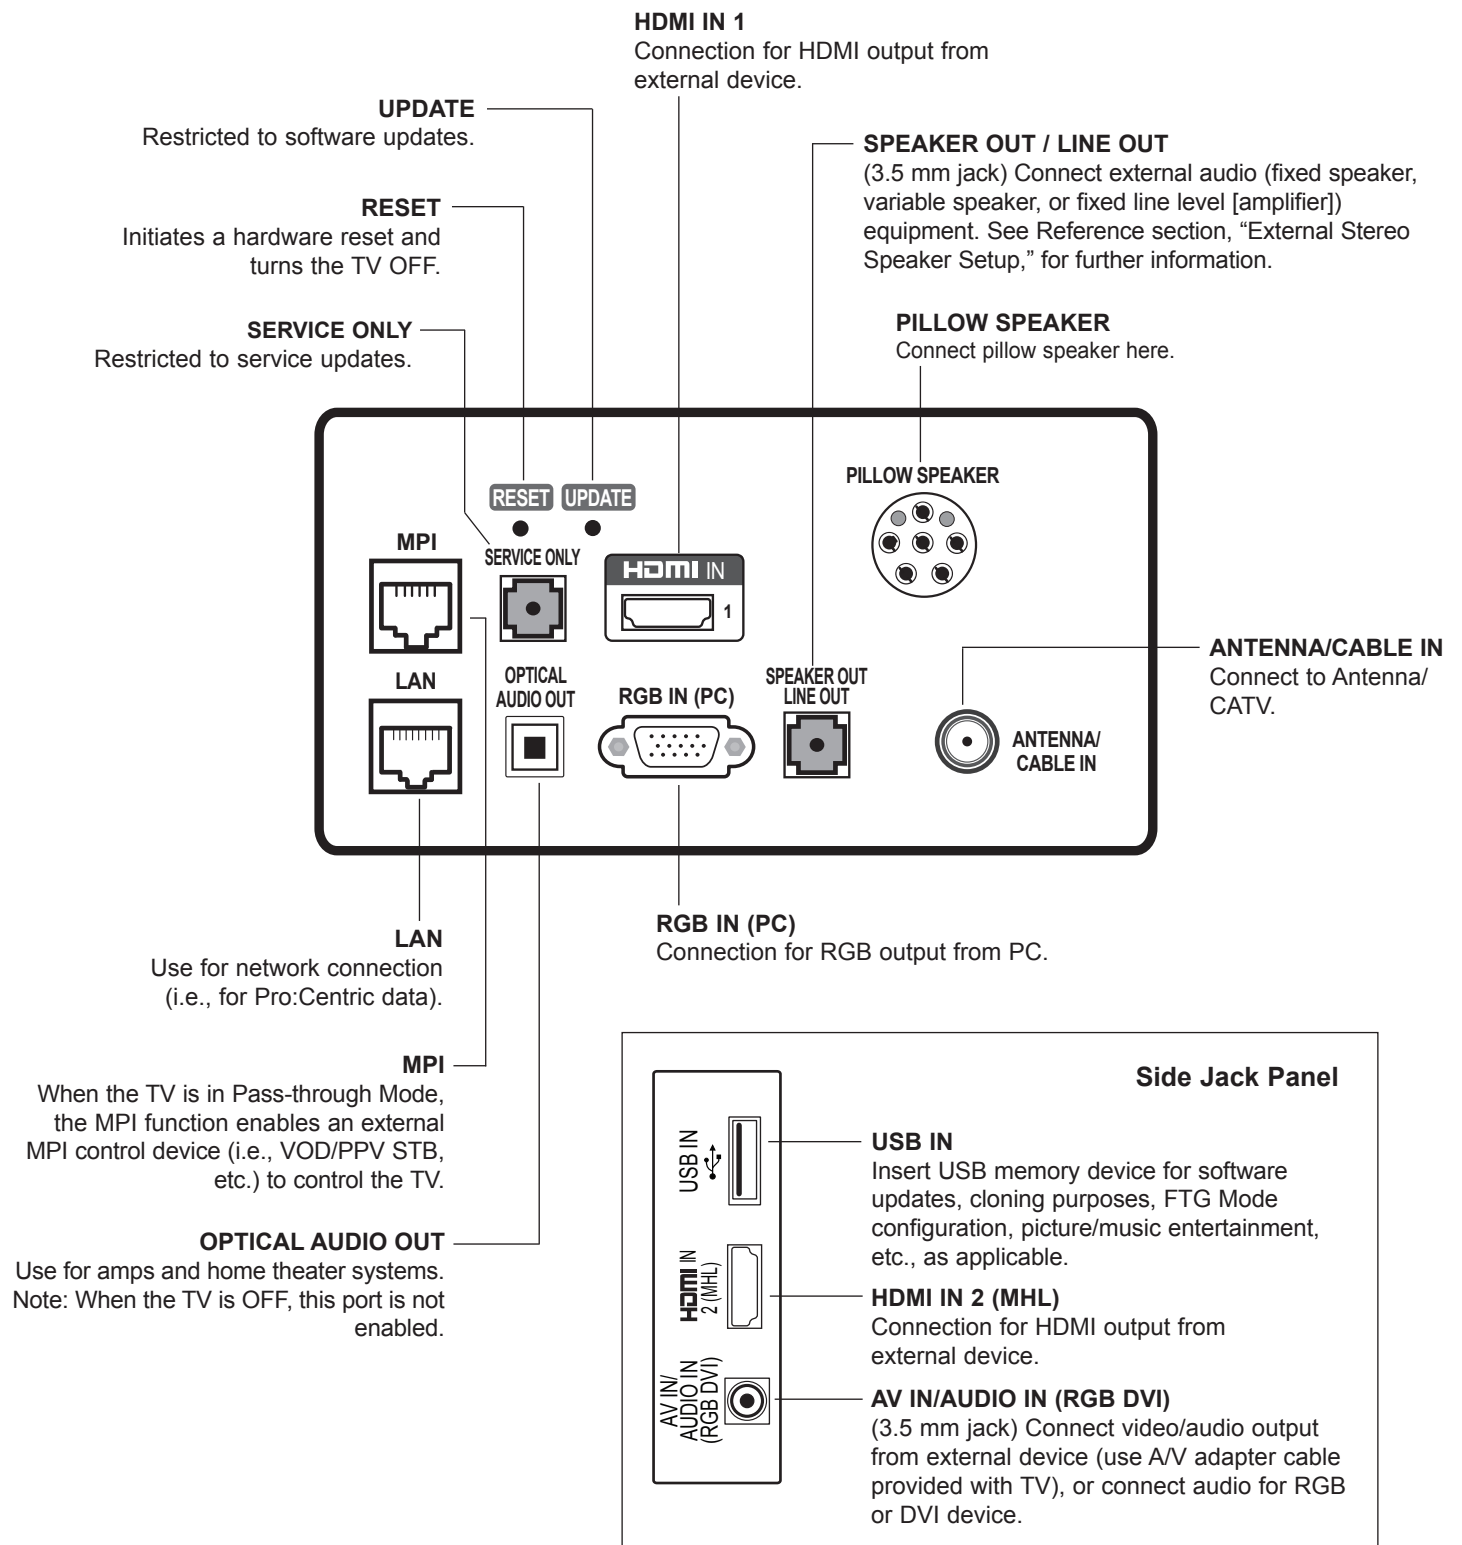 HDMI IN 1
Connection for HDMI output from
external device.
UPDATE
Restricted to software updates.
SPEAKER OUT / LINE OUT
(3.5 mm jack) Connect external audio (fixed speaker,
variable speaker, or fixed line level [amplifier])
equipment. See Reference section, “External Stereo
Speaker Setup,” for further information.
RESET
Initiates a hardware reset and
turns the TV OFF.
SERVICE ONLY
Restricted to service updates.
PILLOW SPEAKER
Connect pillow speaker here.
PILLOW SPEAKER
RESET
UPDATE
MPI
SERVICE ONLY
HDMI IN
1
LAN
OPTICAL
AUDIO OUT
RGB IN (PC)
SPEAKER OUT
LINE OUT
ANTENNA/
CABLE IN
ANTENNA/CABLE IN
Connect to Antenna/
CATV.
RGB IN (PC)
Connection for RGB output from PC.
LAN
Use for network connection
(i.e., for Pro:Centric data).
MPI
When the TV is in Pass-through Mode,
the MPI function enables an external
MPI control device (i.e., VOD/PPV STB,
etc.) to control the TV.
OPTICAL AUDIO OUT
Use for amps and home theater systems.
Note: When the TV is OFF, this port is not
enabled.
Side Jack Panel
USB IN
HDMI IN
2 (MHL)
AV IN/
AUDIO IN
(RGB DVI)
USB IN
Insert USB memory device for software
updates, cloning purposes, FTG Mode
configuration, picture/music entertainment,
etc., as applicable.
HDMI IN 2 (MHL)
Connection for HDMI output from
external device.
AV IN/AUDIO IN (RGB DVI)
(3.5 mm jack) Connect video/audio output
from external device (use A/V adapter cable
provided with TV), or connect audio for RGB
or DVI device.